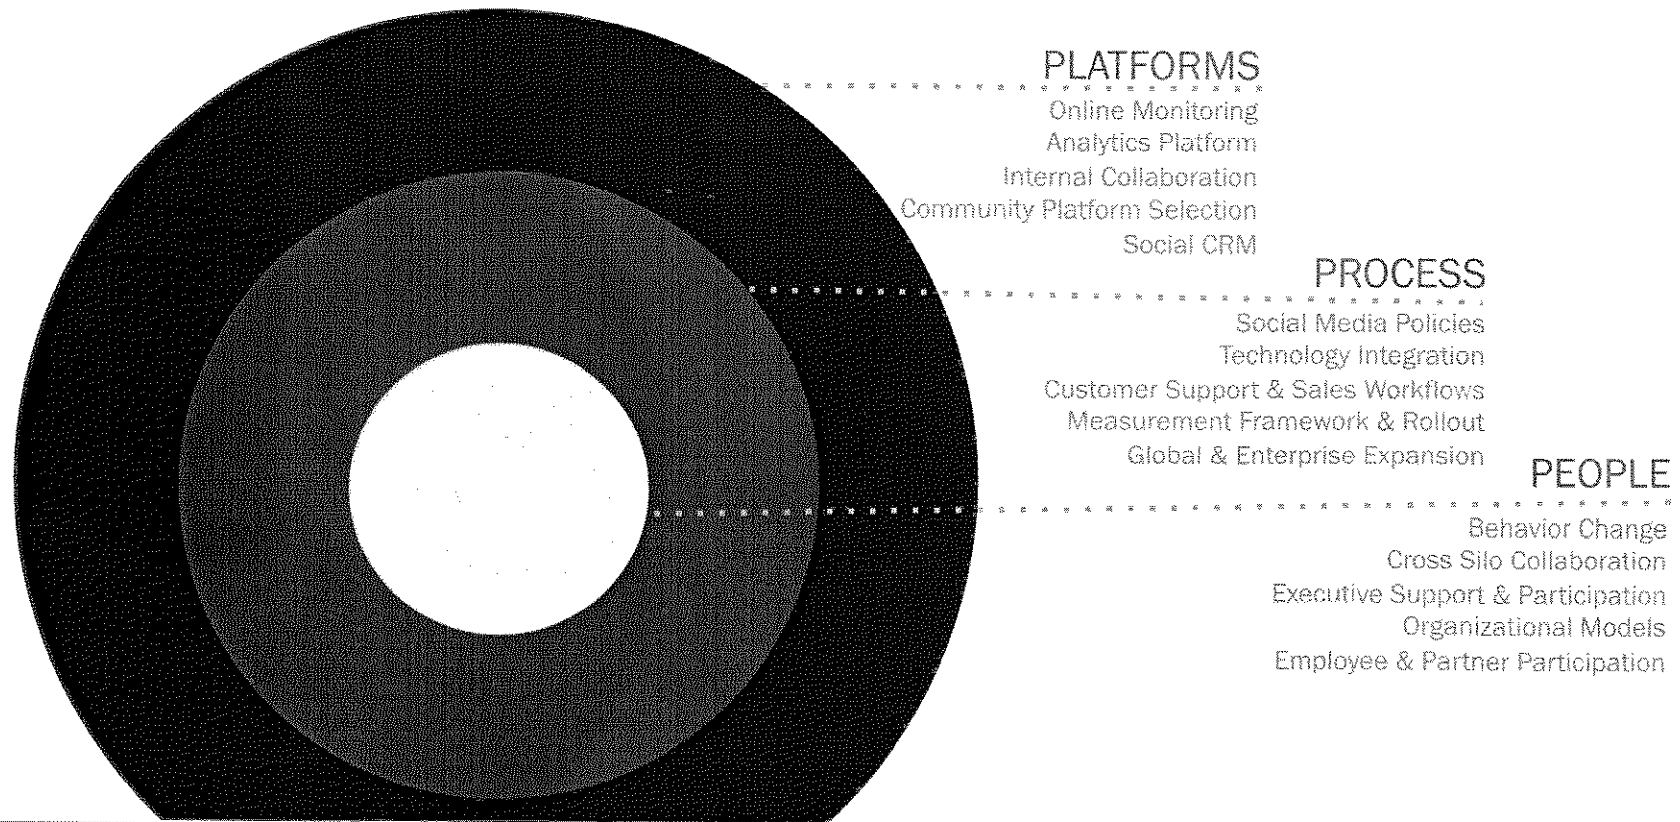 PLATFORMS
Online Monitoring
Analytics Platform
Internal Collaboration
Community Platform Selection
Social CRM
PROCESS
Social Media Policies
Technology Integration
Customer Support & Sales Workflows
Measurement Framework & Rollout
Global & Enterprise Expansion
PEOPLE
Behavior Change
Cross Silo Collaboration
Executive Support & Participation
Organizational Models
Employee & Partner Participation